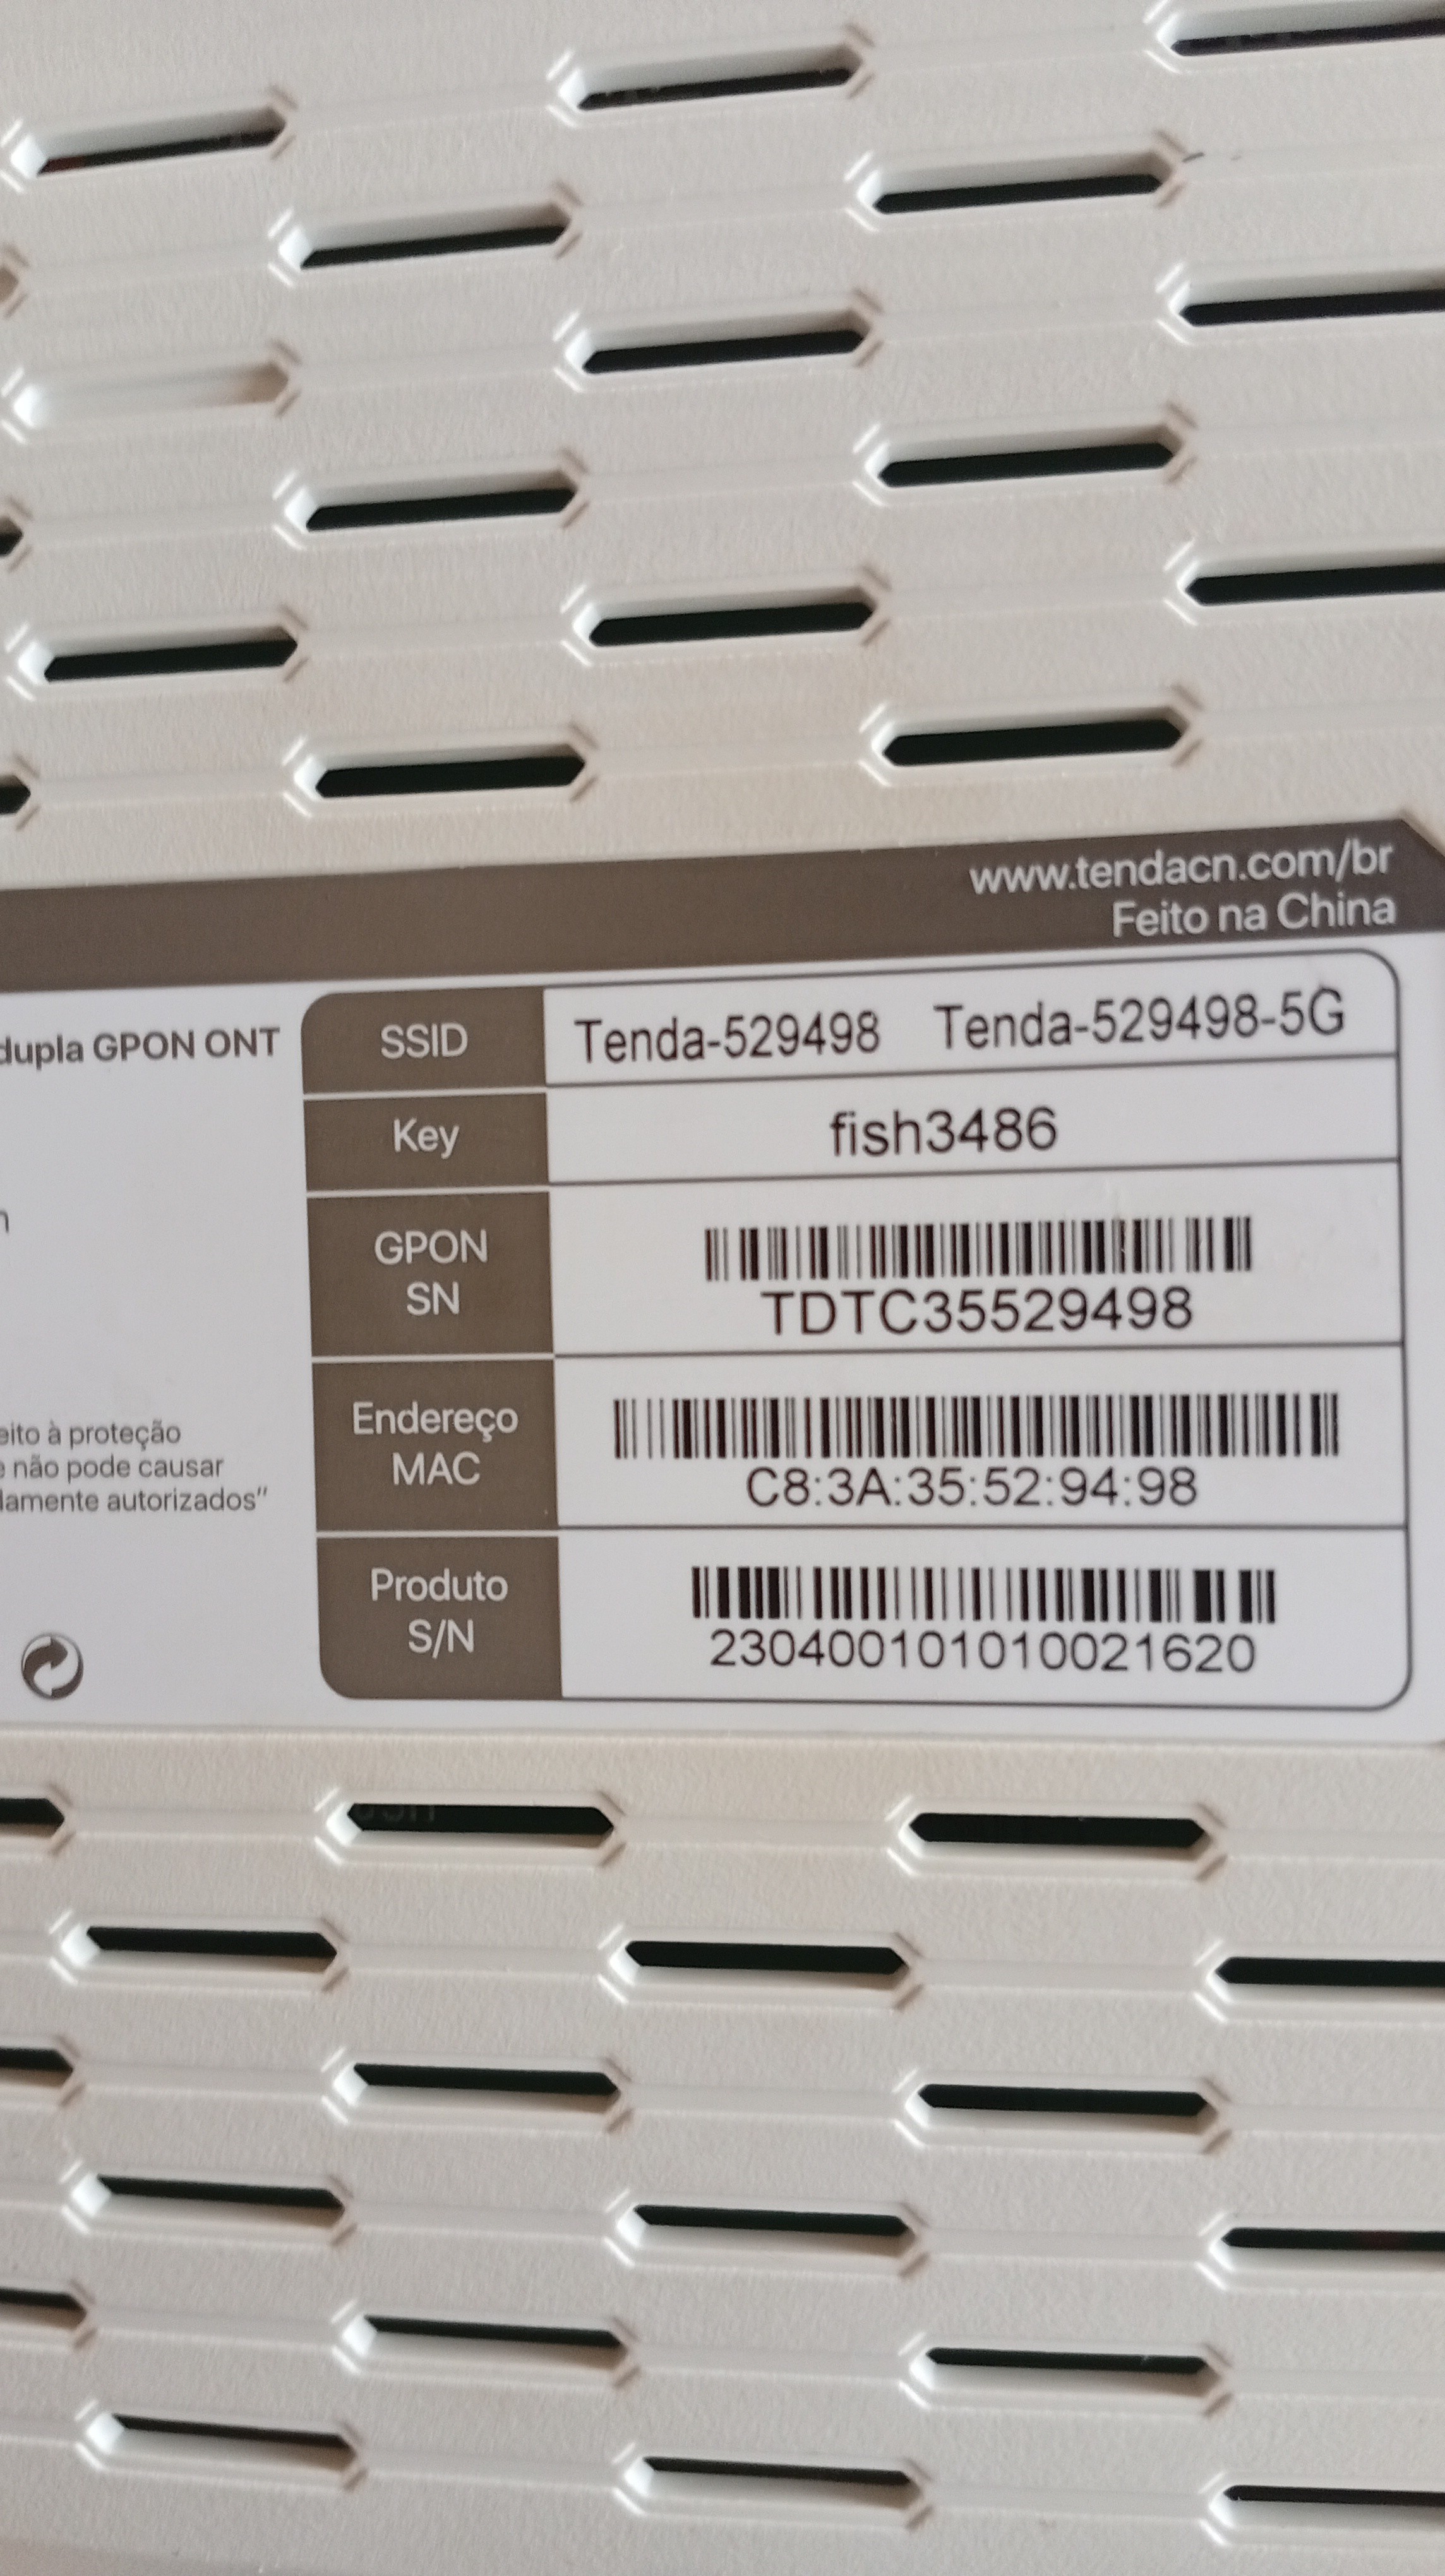 www.tendacn.com/br
Feito na China
dupla GPON ONT
SSID Tenda-529498 Tenda-529498-5G
Key fish3486
GPON SN
TDTC35529498
eito à proteção
não pode causar
lamente autorizados"
Endereço MAC
C8:3A:35:52:94:98
Produto S/N
230400101010021620